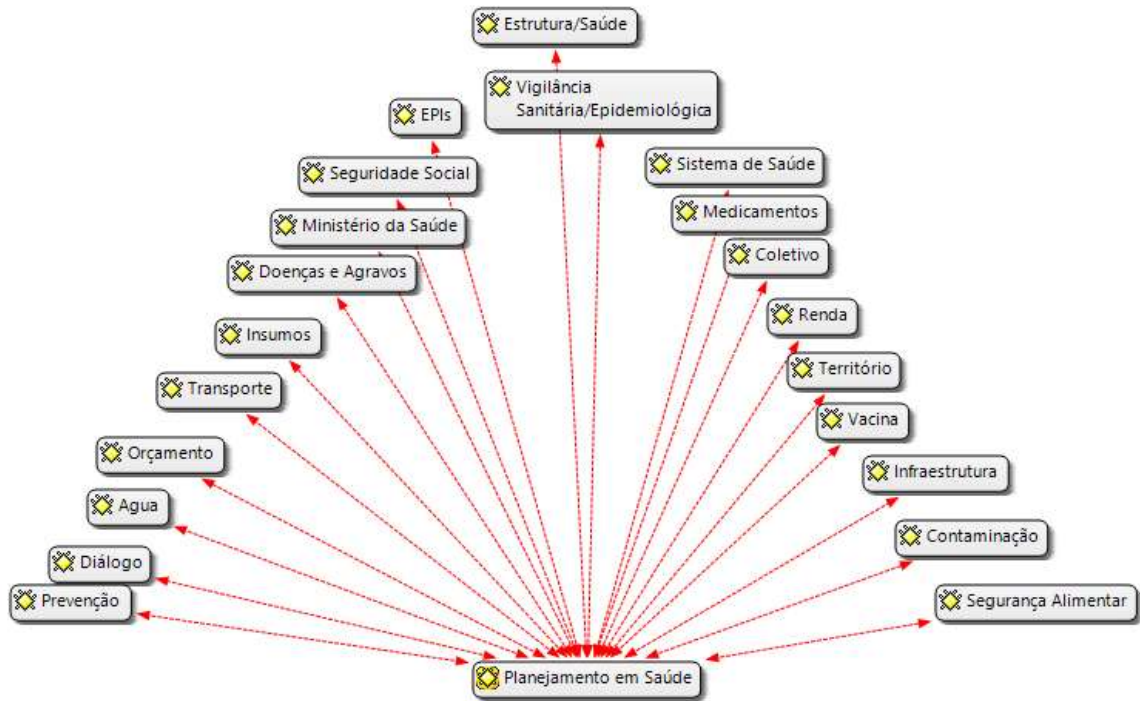 Estrutura/Saúde
Vigilância
Sanitária/Epidemiológica
EPIs
Sistema de Saúde
Seguridade Social
Medicamentos
Ministério da Saúde
Coletivo
Doenças e Agravos
Renda
Insumos
Território
Transporte
Vacina
Orçamento
Infraestrutura
Agua
Contaminação
Diálogo
Prevenção
Segurança Alimentar
Planejamento em Saúde